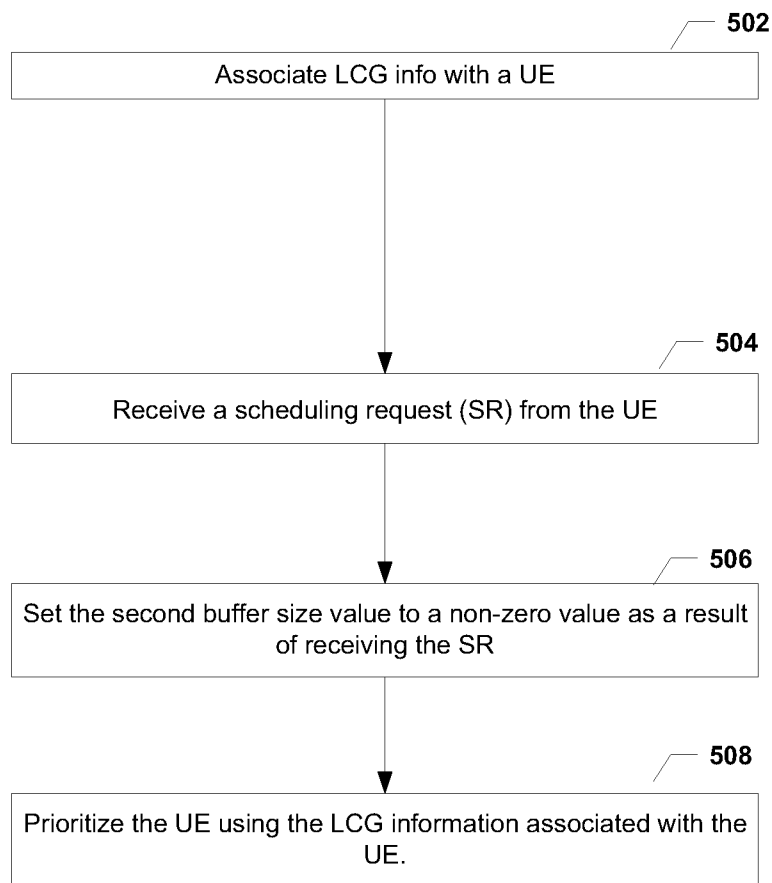 502
Associate LCG info with a UE
504
Receive a scheduling request (SR) from the UE
506
Set the second buffer size value to a non-zero value as a result
of receiving the SR
508
Prioritize the UE using the LCG information associated with the
UE.